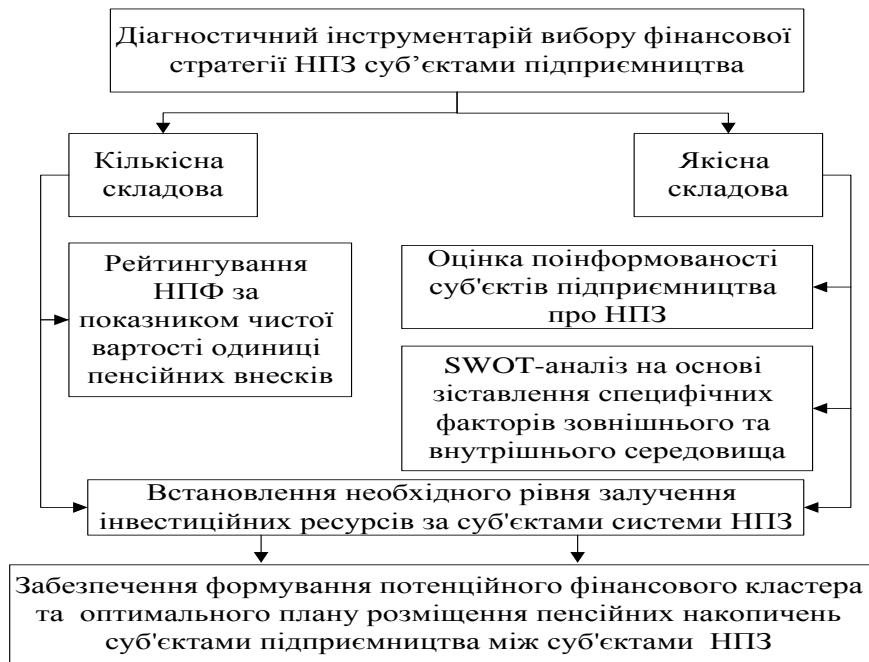 Діагностичний інструментарій вибору фінансової
стратегії НПЗ суб’єктами підприємництва
Кількісна
складова
Якісна
складова
Рейтингування
НПФ за
показником чистої
вартості одиниці
пенсійних внесків
Оцінка поінформованості
суб'єктів підприємництва
про НПЗ
SWOT-аналіз на основі
зіставлення специфічних
факторів зовнішнього та
внутрішнього середовища
Встановлення необхідного рівня залучення
інвестиційних ресурсів за суб'єктами системи НПЗ
Забезпечення формування потенційного фінансового кластера
та оптимального плану розміщення пенсійних накопичень
суб'єктами підприємництва між суб'єктами НПЗ